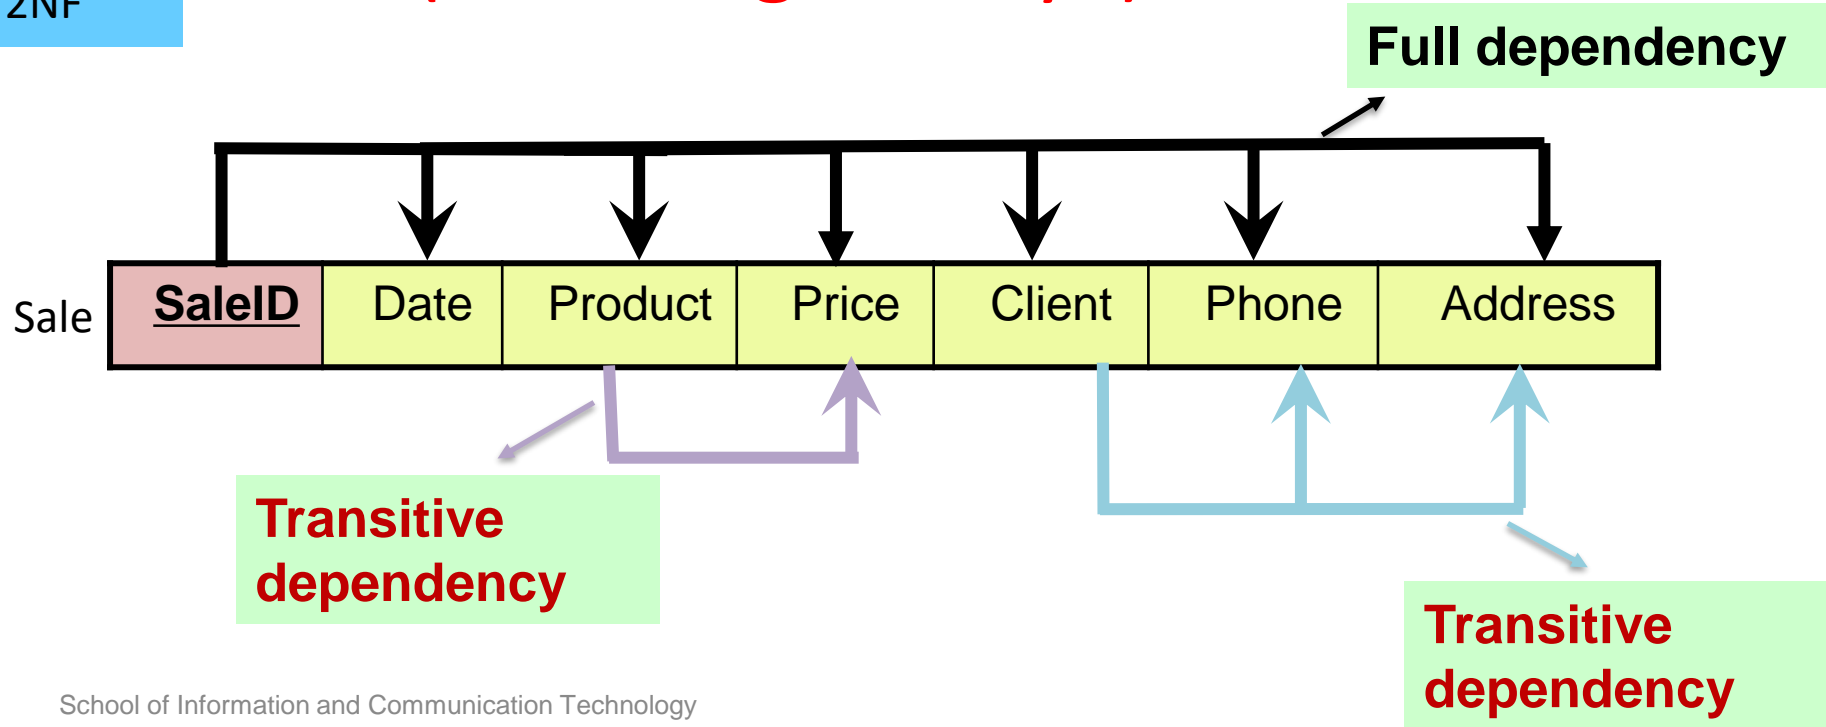 2NF
Full dependency
Sale
SaleID Date Product Price Client Phone Address
Transitive
dependency
Transitive
dependency
School of Information and Communication Technology